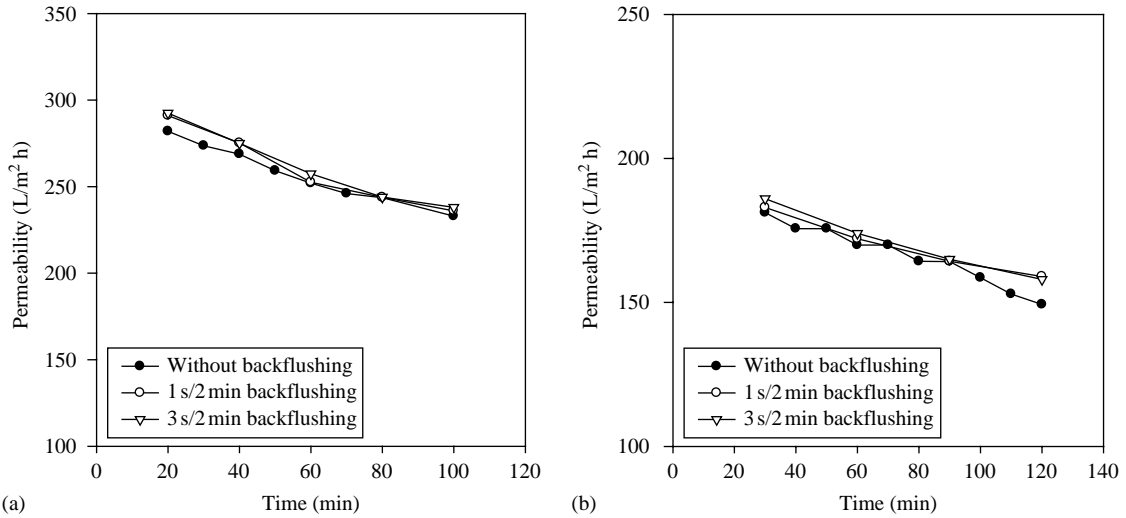 350
300
250
200
150
100
Permeability (L/m² h)
Without backflushing
1 s/2 min backflushing
3 s/2 min backflushing
0 20 40 60 80 100 120
Time (min)
(a)
250
200
150
100
Permeability (L/m² h)
Without backflushing
1 s/2 min backflushing
3 s/2 min backflushing
0 20 40 60 80 100 120 140
Time (min)
(b)